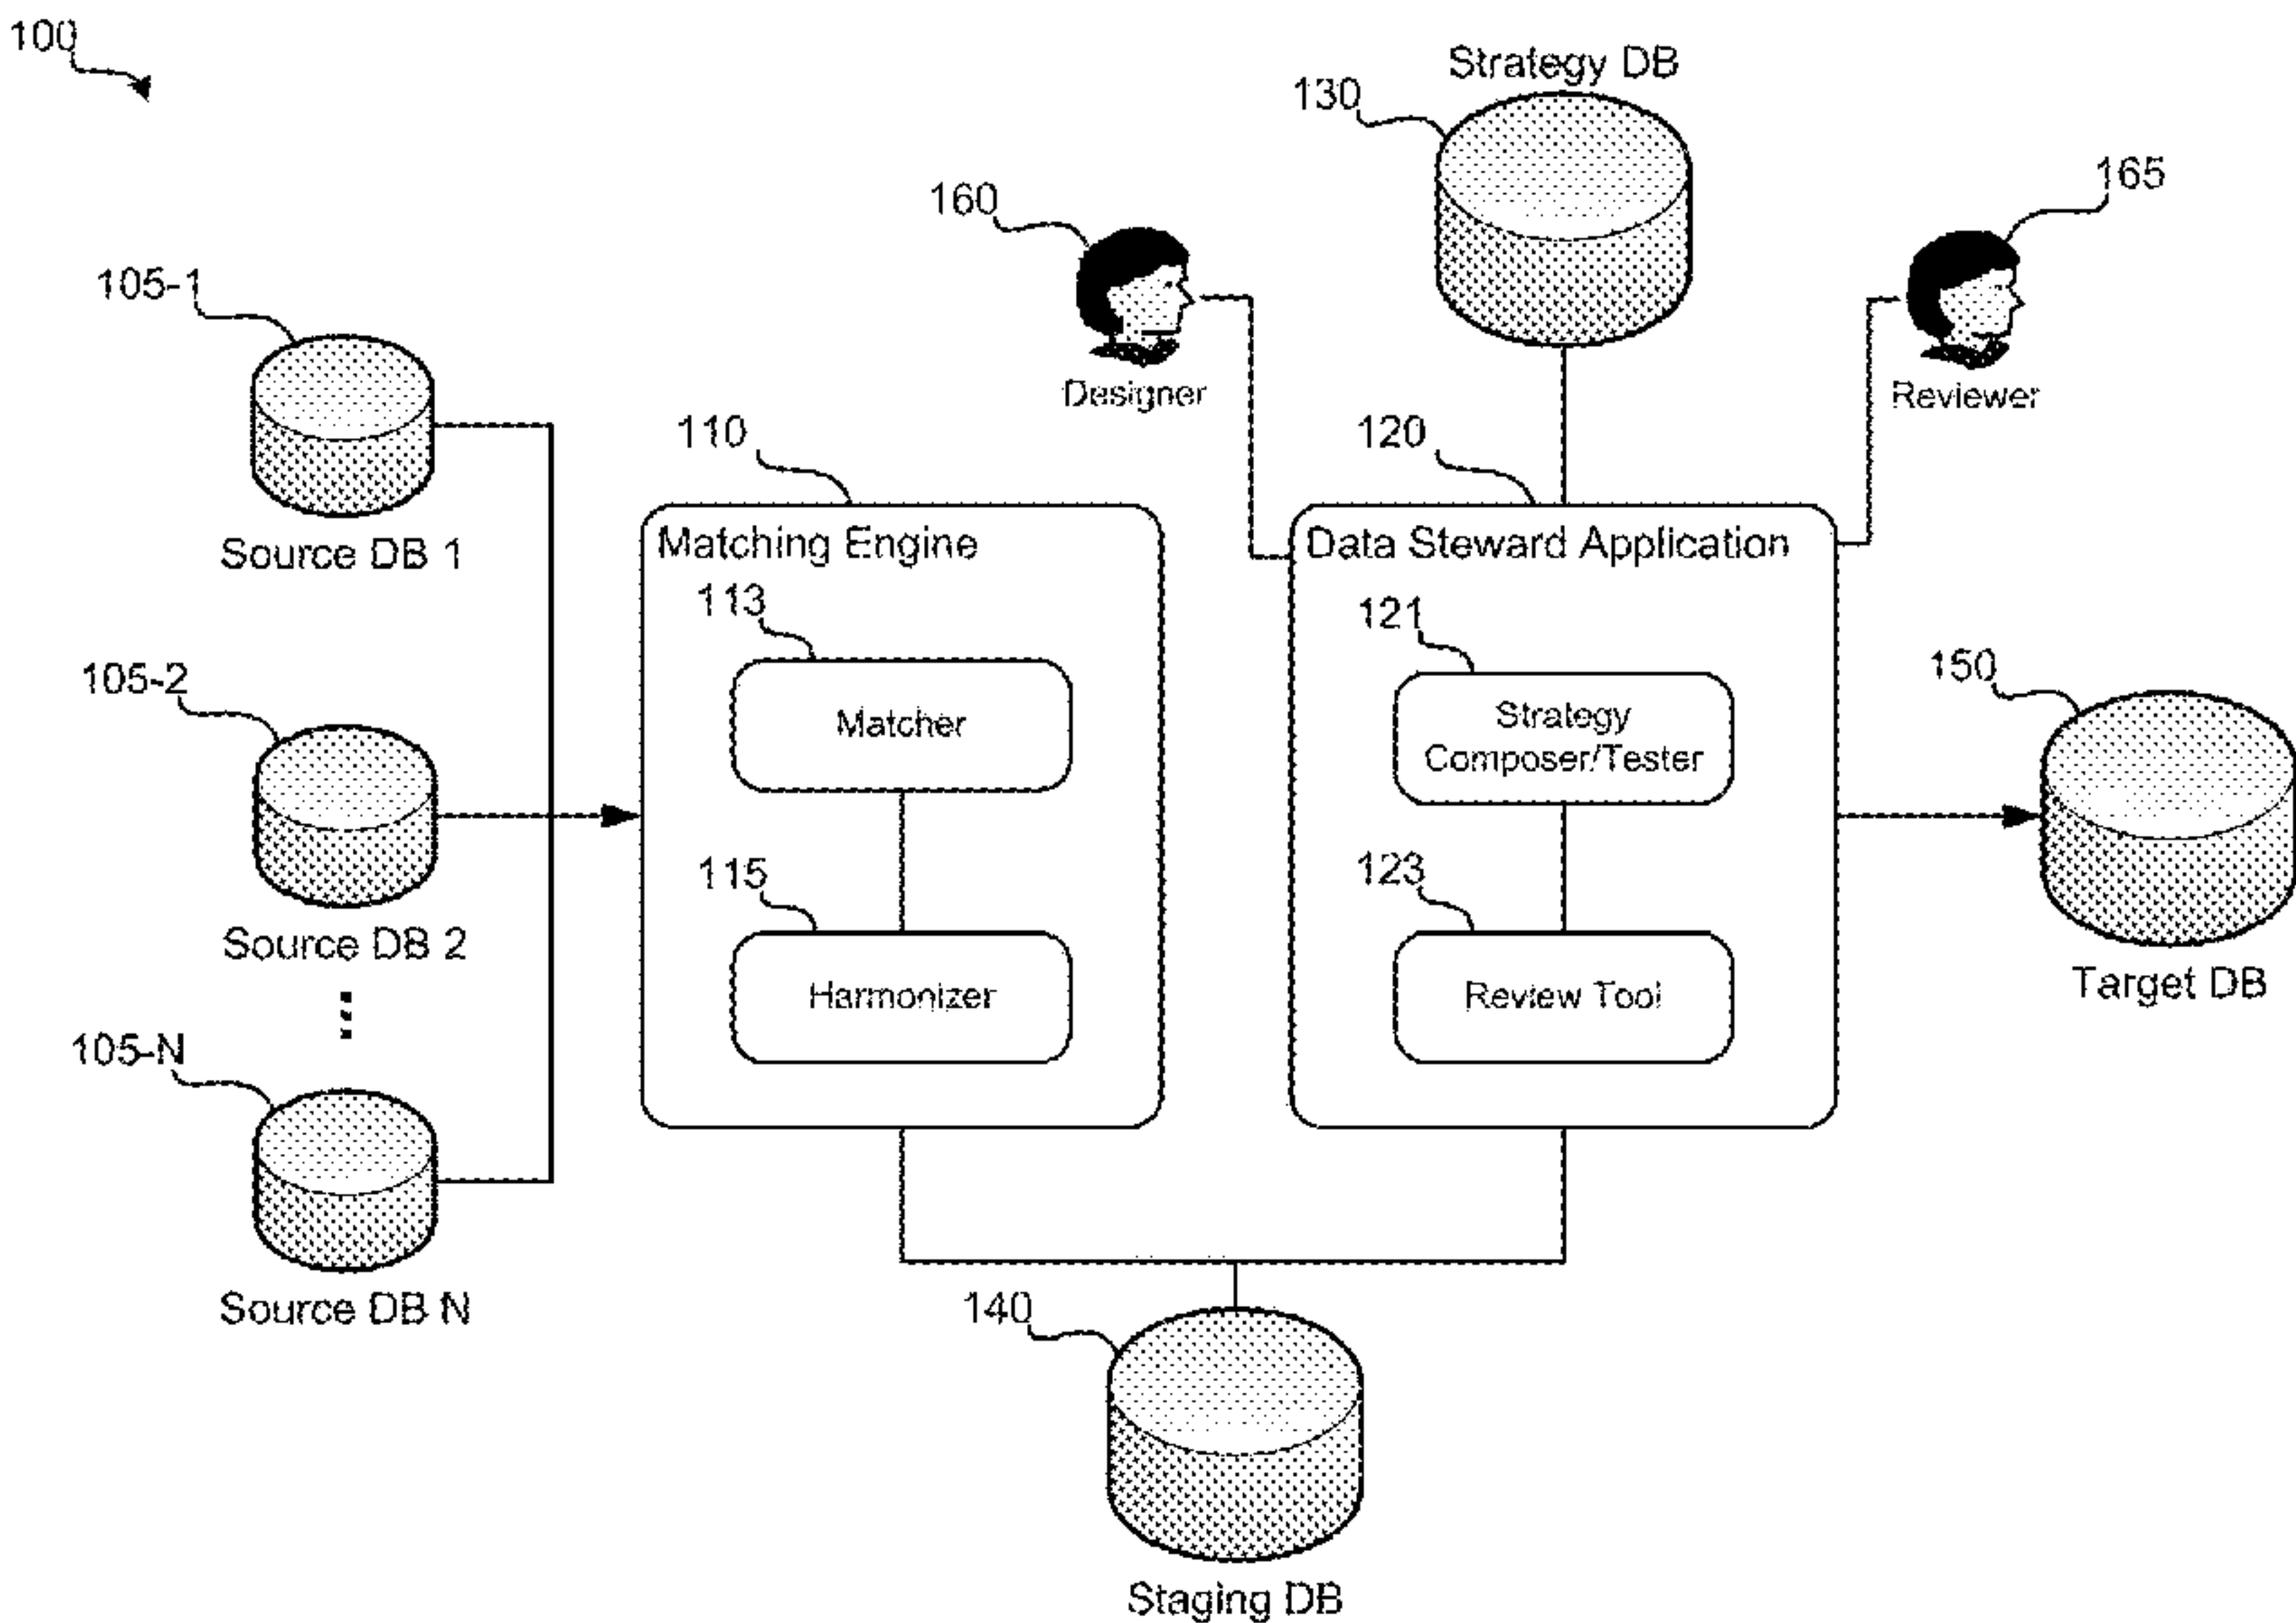 100
Strategy DB
130
165
160
105-1
Designer
Reviewer
110
120
Source DB 1
Matching Engine
Data Steward Application
113
121
105-2
150
Matcher
Strategy
Composer/Tester
115
123
Source DB 2
Harmonizer
Review Tool
Target DB
105-N
Source DB N
140
Staging DB